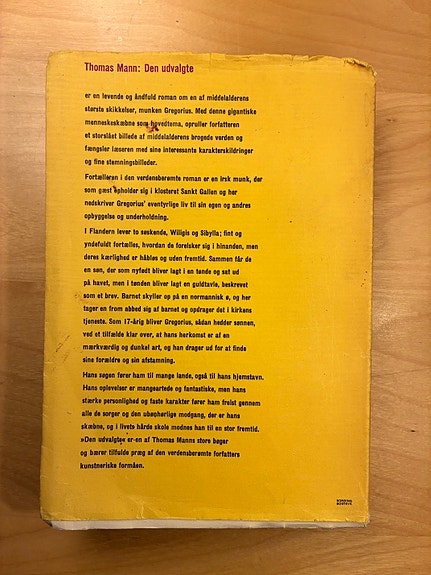 Thomas Mann: Den udvalgte
er en levende og åndfuld roman om en af middelalderens
største skikkelser, munken Gregorius. Med denne gigantiske
menneskeskæbne som hovedtema, opruller forfatteren
et storslået billede af middelalderens brogede verden og
fængsler læseren med sine interessante karakterskildringer
og fine stemningsbilleder.
Fortælleren i den verdensberømte roman er en irsk munk, der
som gæst opholder sig i klosteret Sankt Gallen og her
nedskriver Gregorius' eventyrlige liv til sin egen og andres
opbyggelse og underholdning.
I Flandern lever to søskende, Wiligis og Sibylla; fint og
yndefuldt fortælles, hvordan de forelsker sig i hinanden, men
deres kærlighed er håbløs og uden fremtid. Sammen får de
en søn, der som nyfødt bliver lagt i en tønde og sat ud
på havet, men i tønden bliver lagt en guldtavle, beskrevet
som et brev. Barnet skyller op på en normannisk ø, og her
tager en from abbed sig af barnet og opdrager det i kirkens
tjeneste. Som 17-årig bliver Gregorius, sådan hedder sønnen,
ved et tilfælde klar over, at hans herkomst er af en
mærkværdig og dunkel art, og han drager ud for at finde
sine forældre og sin afstamning.
Hans søgen fører ham til mange lande, også til hans hjemstavn.
Hans oplevelser er mangeartede og fantastiske, men hans
stærke personlighed og faste karakter fører ham frelst gennem
alle de sorger og den ubønhørlige modgang, der er hans
skæbne, og i livets hårde skole modnes han til en stor fremtid.
»Den udvalgte« er en af Thomas Manns store bøger
og bærer tilfulde præg af den verdensberømte forfatters
kunstneriske formåen.